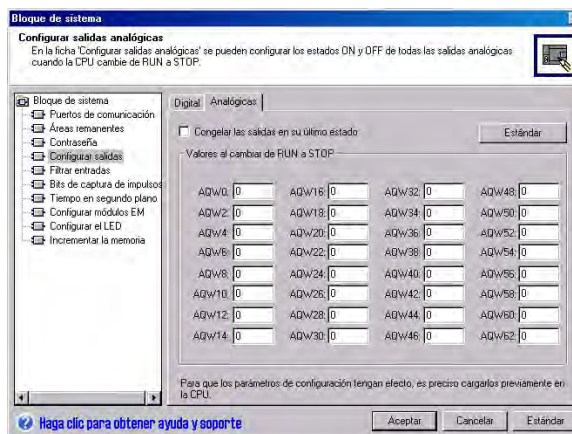 Bloque de sistema
Configurar salidas analógicas
En la ficha 'Configurar salidas analógicas' se pueden configurar los estados ON y OFF de todas las salidas analógicas
cuando la CPU cambie de RUN a STOP.
Bloque de sistema
Puertos de comunicación
Áreas remanentes
Contraseña
Configurar salidas
Filtrar entradas
Bits de captura de impulsos
Tiempo en segundo plano
Configurar módulos EM
Configurar el LED
Incrementar la memoria
Digital Analógicas
Congelar las salidas en su último estado
Estándar
Valores al cambiar de RUN a STOP
AQW0: 0 AQW16: 0 AQW32: 0 AQW48: 0
AQW2: 0 AQW18: 0 AQW34: 0 AQW50: 0
AQW4: 0 AQW20: 0 AQW36: 0 AQW52: 0
AQW6: 0 AQW22: 0 AQW38: 0 AQW54: 0
AQW8: 0 AQW24: 0 AQW40: 0 AQW56: 0
AQW10: 0 AQW26: 0 AQW42: 0 AQW58: 0
AQW12: 0 AQW28: 0 AQW44: 0 AQW60: 0
AQW14: 0 AQW30: 0 AQW46: 0 AQW62: 0
Para que los parámetros de configuración tengan efecto, es preciso cargarlos previamente en
la CPU.
Haga clic para obtener ayuda y soporte
Aceptar Cancelar Estándar